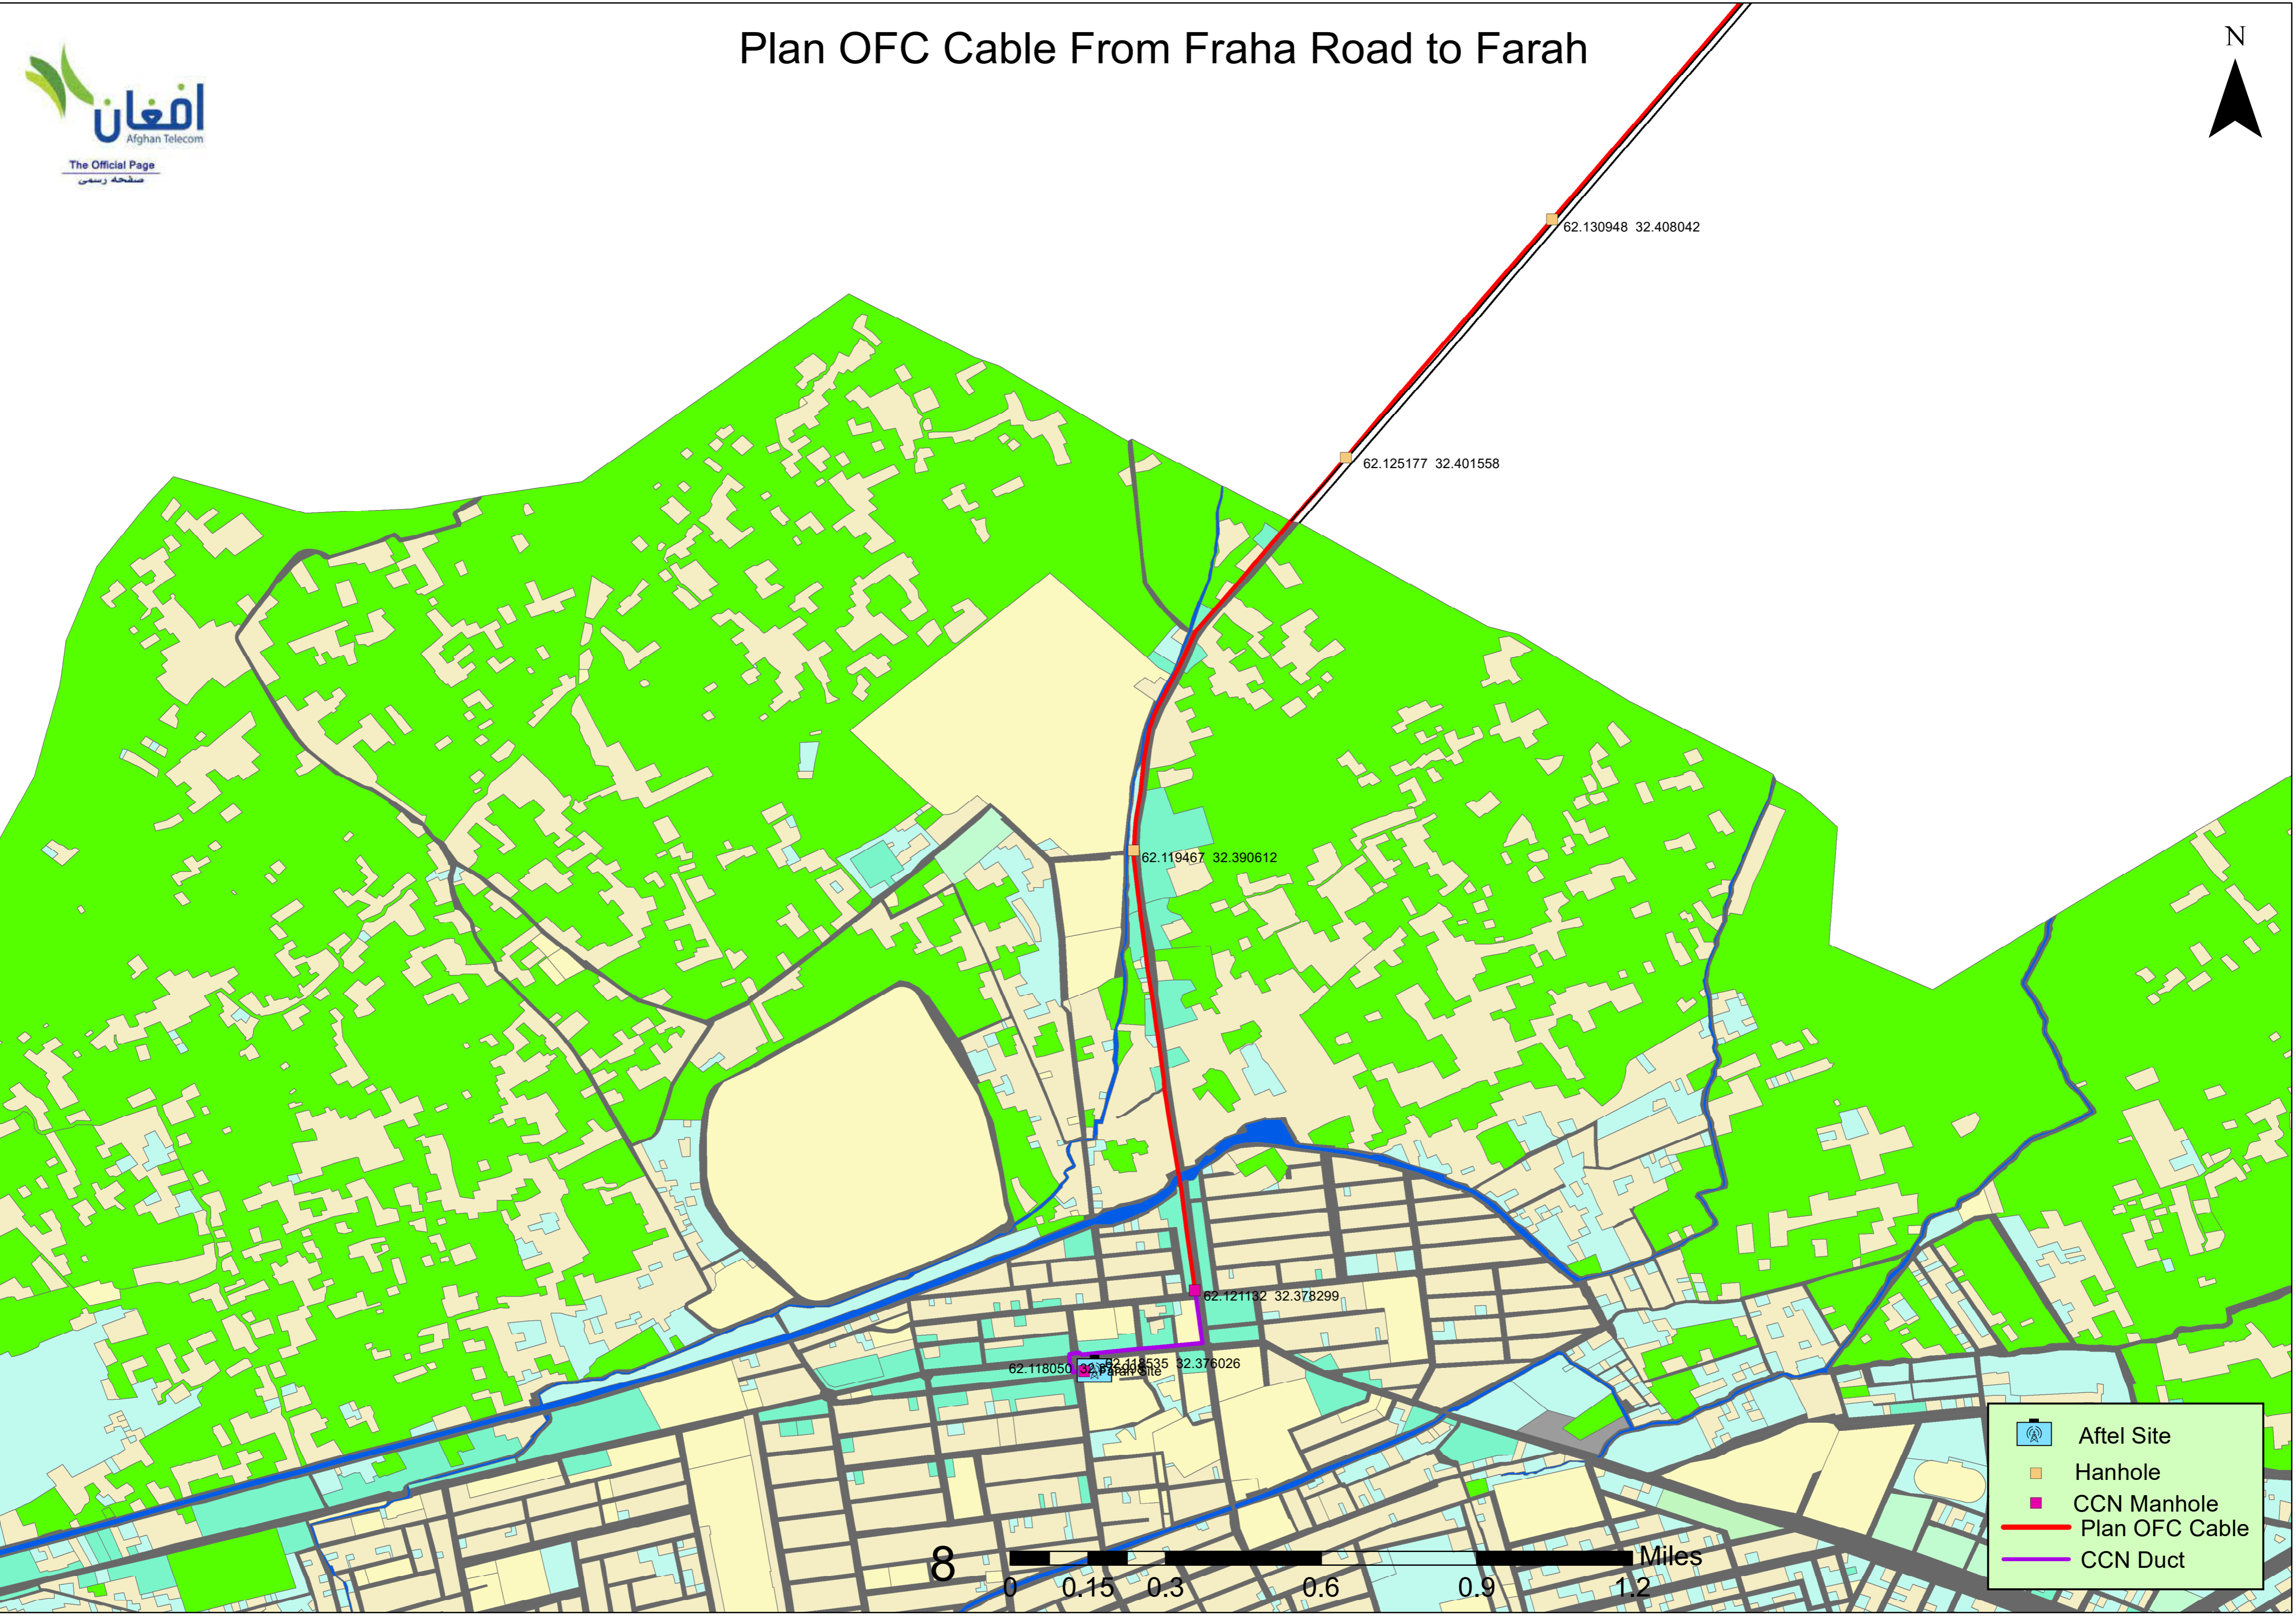 Plan OFC Cable From Fraha Road to Farah
N
افغان
Afghan Telecom
The Official Page
صفحه رسمی
62.130948 32.408042
62.125177 32.401558
62.119467 32.390612
62.121132 32.378299
62.118535 32.376026
62.118050
Farah Site
Aftel Site
Hanhole
CCN Manhole
Plan OFC Cable
CCN Duct
8
Miles
0 0.15 0.3 0.6 0.9 1.2